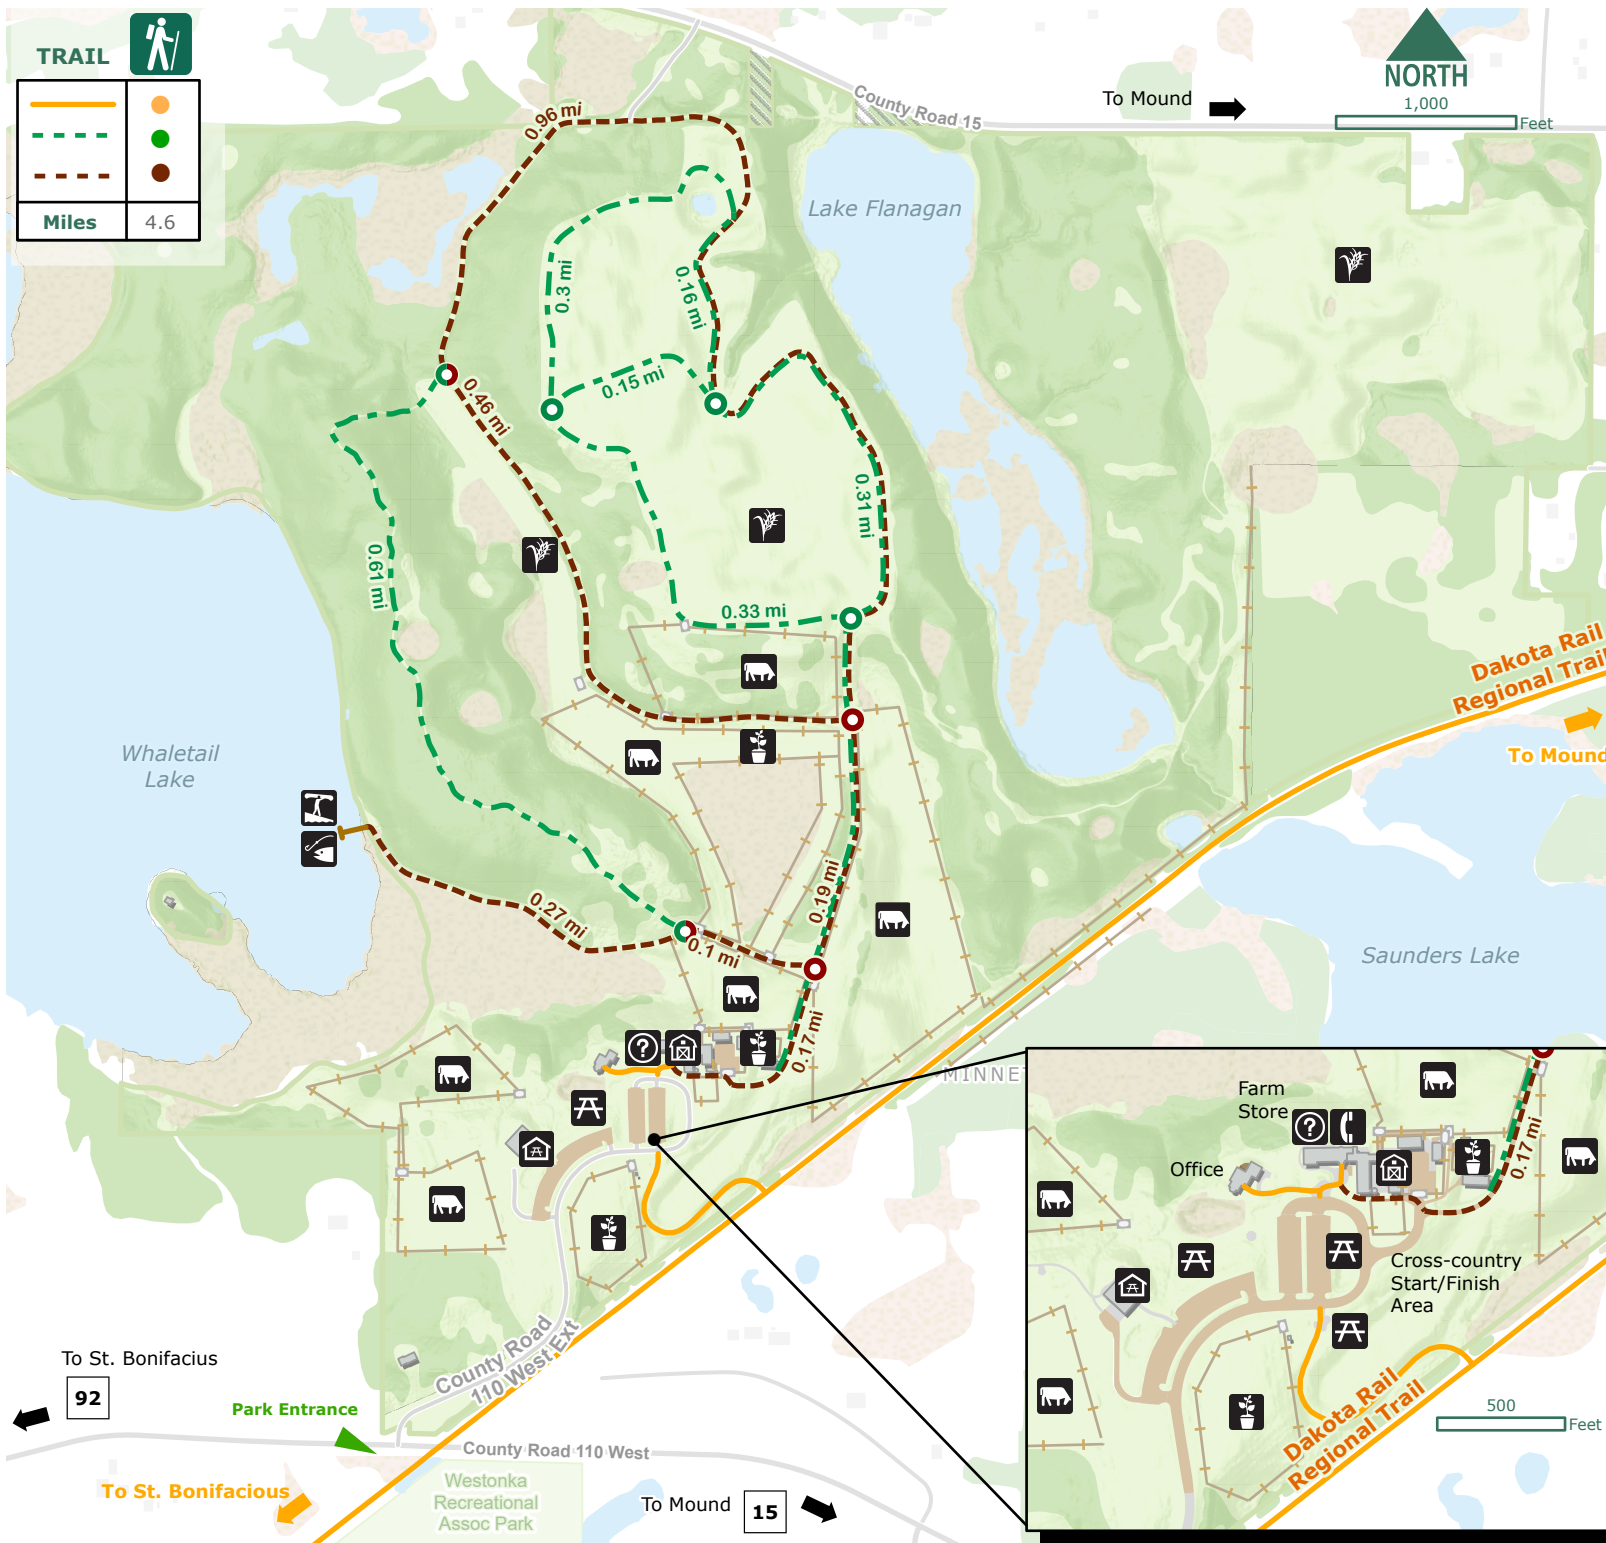 TRAIL
Miles 4.6
NORTH
1,000
Feet
To Mound
County Road 15
0.96 mi
Lake Flanagan
0.3 mi
0.16 mi
0.15 mi
0.46 mi
0.31 mi
0.61 mi
0.33 mi
Dakota Rail
Regional Trail
To Mound
Whaletail
Lake
0.19 mi
0.27 mi
0.1 mi
Saunders Lake
0.17 mi
MINNE
Farm
Store
Office
0.17 mi
Cross-country
Start/Finish
Area
Dakota Rail
Regional Trail
500
Feet
County Road
110 West Ext
To St. Bonifacius
92
Park Entrance
County Road 110 West
To St. Bonifacious
Westonka
Recreational
Assoc Park
To Mound 15